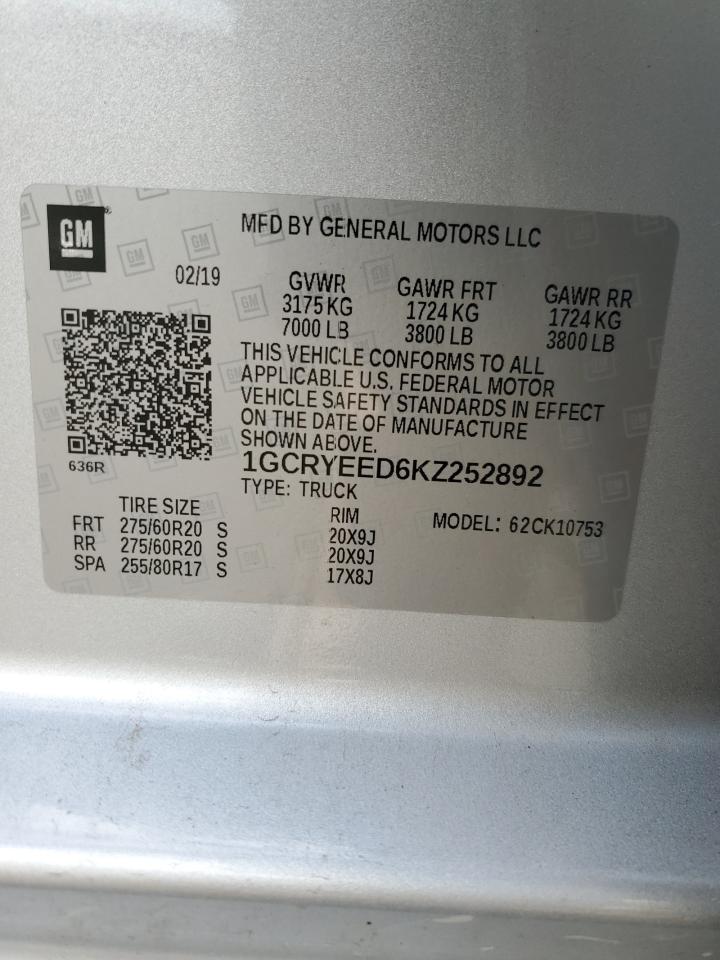 GM
MFD BY GENERAL MOTORS LLC
02/19
GVWR GAWR FRT GAWR RR
3175 KG 1724 KG 1724 KG
7000 LB 3800 LB 3800 LB
THIS VEHICLE CONFORMS TO ALL
APPLICABLE U.S. FEDERAL MOTOR
VEHICLE SAFETY STANDARDS IN EFFECT
ON THE DATE OF MANUFACTURE
SHOWN ABOVE.
636R
1GCRYEED6KZ252892
TYPE: TRUCK
TIRE SIZE RIM MODEL: 62CK10753
FRT 275/60R20 S 20X9J
RR 275/60R20 S 20X9J
SPA 255/80R17 S 17X8J